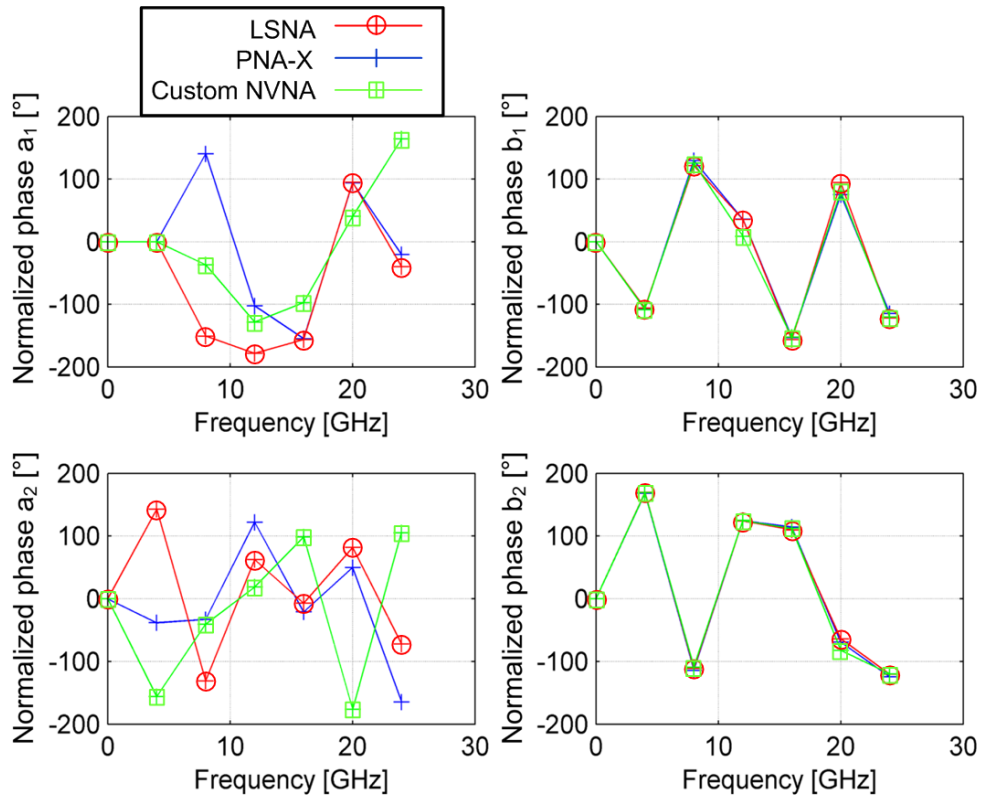 LSNA
PNA-X
Custom NVNA
Normalized phase a₁ [°]
200
100
0
-100
-200
0 10 20 30
Frequency [GHz]
Normalized phase b₁ [°]
200
100
0
-100
-200
0 10 20 30
Frequency [GHz]
Normalized phase a₂ [°]
200
100
0
-100
-200
0 10 20 30
Frequency [GHz]
Normalized phase b₂ [°]
200
100
0
-100
-200
0 10 20 30
Frequency [GHz]